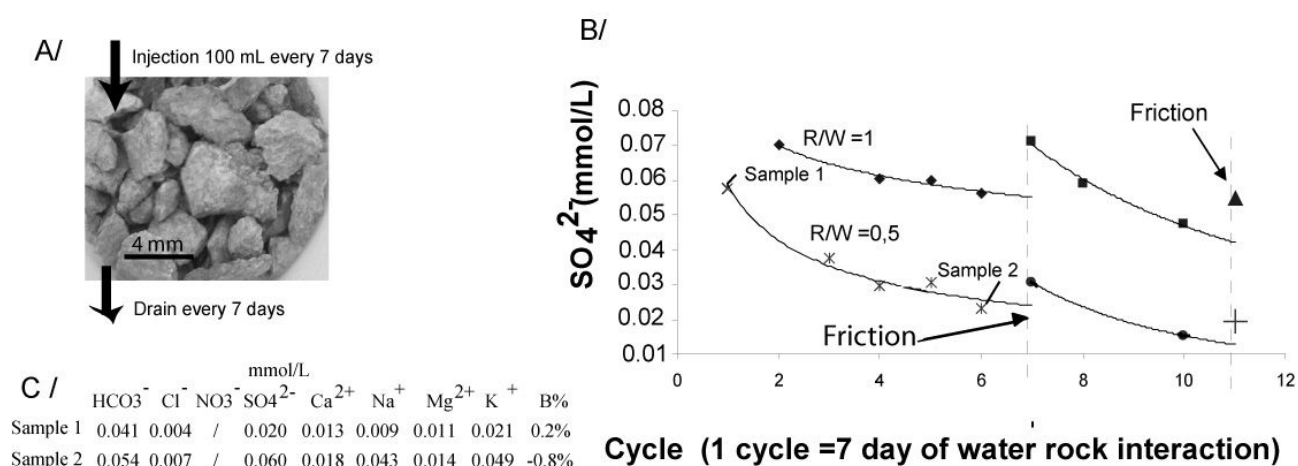 A/
Injection 100 mL every 7 days
4 mm
Drain every 7 days
B/
SO4²⁻(mmol/L)
0.08
0.07
0.06
0.05
0.04
0.03
0.02
0.01
R/W =1
Sample 1
R/W =0,5
Sample 2
Friction
Friction
0 2 4 6 8 10 12
Cycle (1 cycle =7 day of water rock interaction)
C /
mmol/L
HCO3⁻ Cl⁻ NO3⁻ SO4²⁻ Ca²⁺ Na⁺ Mg²⁺ K⁺ B%
Sample 1 0.041 0.004 / 0.020 0.013 0.009 0.011 0.021 0.2%
Sample 2 0.054 0.007 / 0.060 0.018 0.043 0.014 0.049 -0.8%